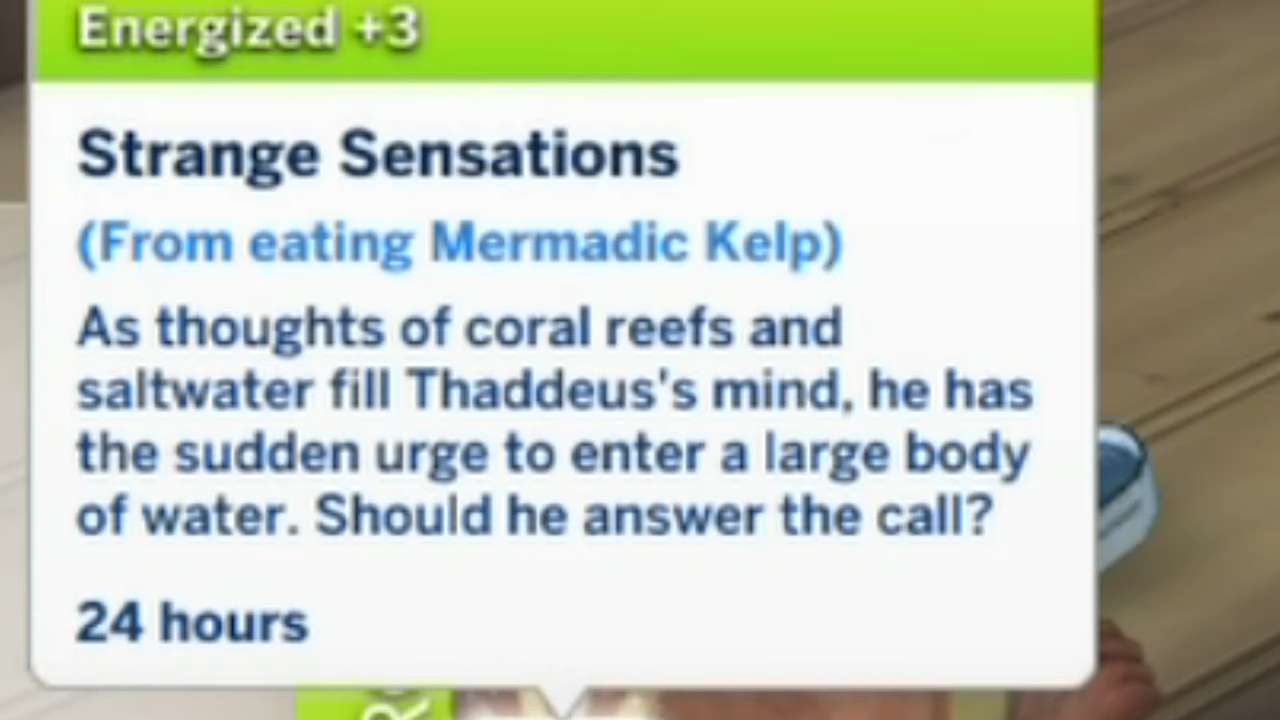 Energized +3
Strange Sensations
(From eating Mermadic Kelp)
As thoughts of coral reefs and
saltwater fill Thaddeus's mind, he has
the sudden urge to enter a large body
of water. Should he answer the call?
24 hours